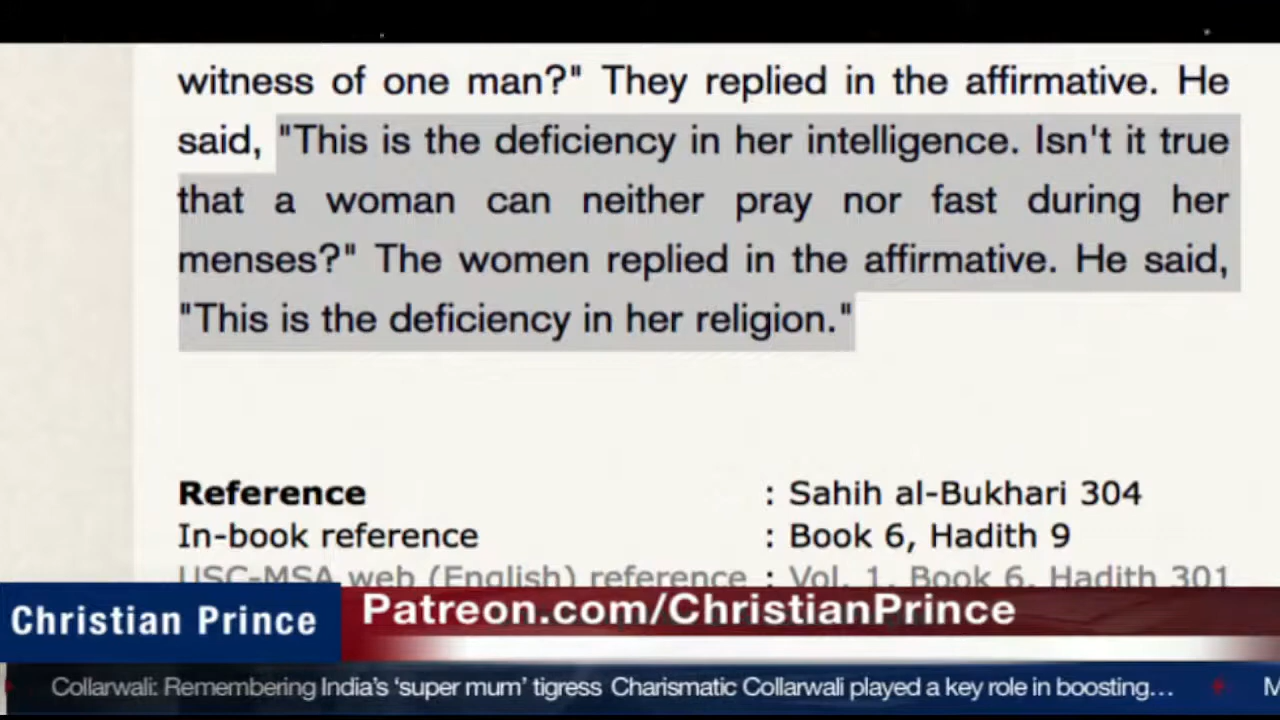 witness of one man?" They replied in the affirmative. He
said, "This is the deficiency in her intelligence. Isn't it true
that a woman can neither pray nor fast during her
menses?" The women replied in the affirmative. He said,
"This is the deficiency in her religion."
Reference : Sahih al-Bukhari 304
In-book reference : Book 6, Hadith 9
USC-MSA web (English) reference : Vol. 1, Book 6, Hadith 301
Christian Prince
Patreon.com/ChristianPrince
Collarwali: Remembering India's 'super mum' tigress Charismatic Collarwali played a key role in boosting... M